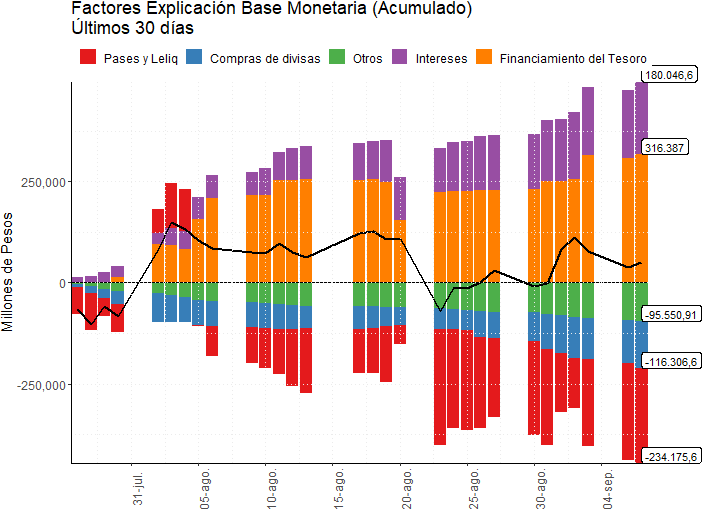 Factores Explicación Base Monetaria (Acumulado)
Últimos 30 días
Pases y Leliq Compras de divisas Otros Intereses Financiamiento del Tesoro
Millones de Pesos
250,000
0
-250,000
180.046,6
316.387
-95.550,91
-116.306,6
-234.175,6
31-jul.
05-ago.
10-ago.
15-ago.
20-ago.
25-ago.
30-ago.
04-sep.